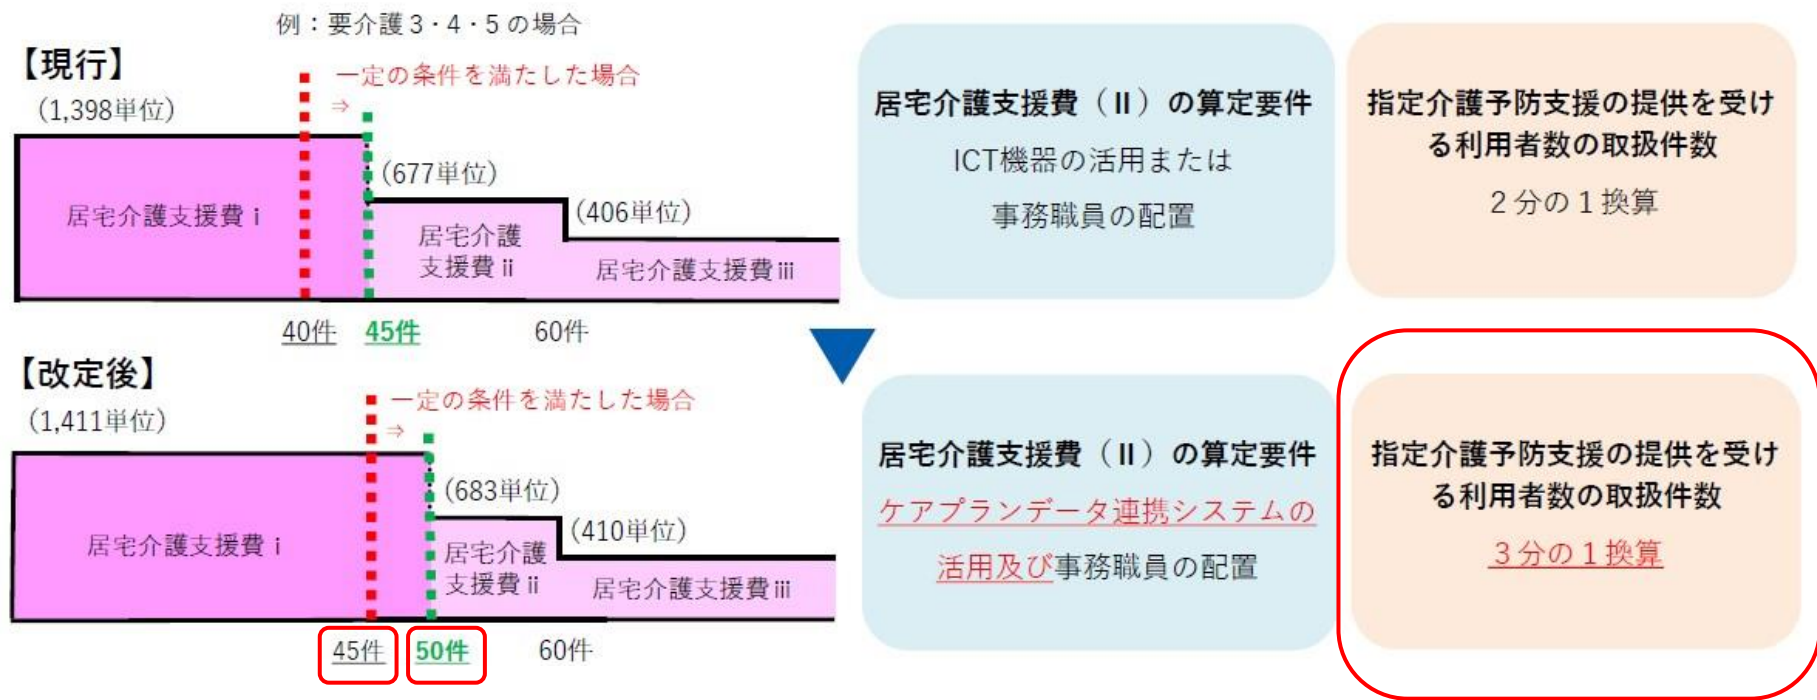 例：要介護3・4・5の場合
【現行】
一定の条件を満たした場合
⇒
（1,398単位）
（677単位）
（406単位）
居宅介護支援費ⅰ
居宅介護
支援費ⅱ
居宅介護支援費ⅲ
40件
45件
60件
居宅介護支援費（Ⅱ）の算定要件
ICT機器の活用または
事務職員の配置
指定介護予防支援の提供を受け
る利用者数の取扱件数
2分の1換算
【改定後】
一定の条件を満たした場合
⇒
（1,411単位）
（683単位）
（410単位）
居宅介護支援費ⅰ
居宅介護
支援費ⅱ
居宅介護支援費ⅲ
45件
50件
60件
居宅介護支援費（Ⅱ）の算定要件
ケアプランデータ連携システムの
活用及び事務職員の配置
指定介護予防支援の提供を受け
る利用者数の取扱件数
3分の1換算